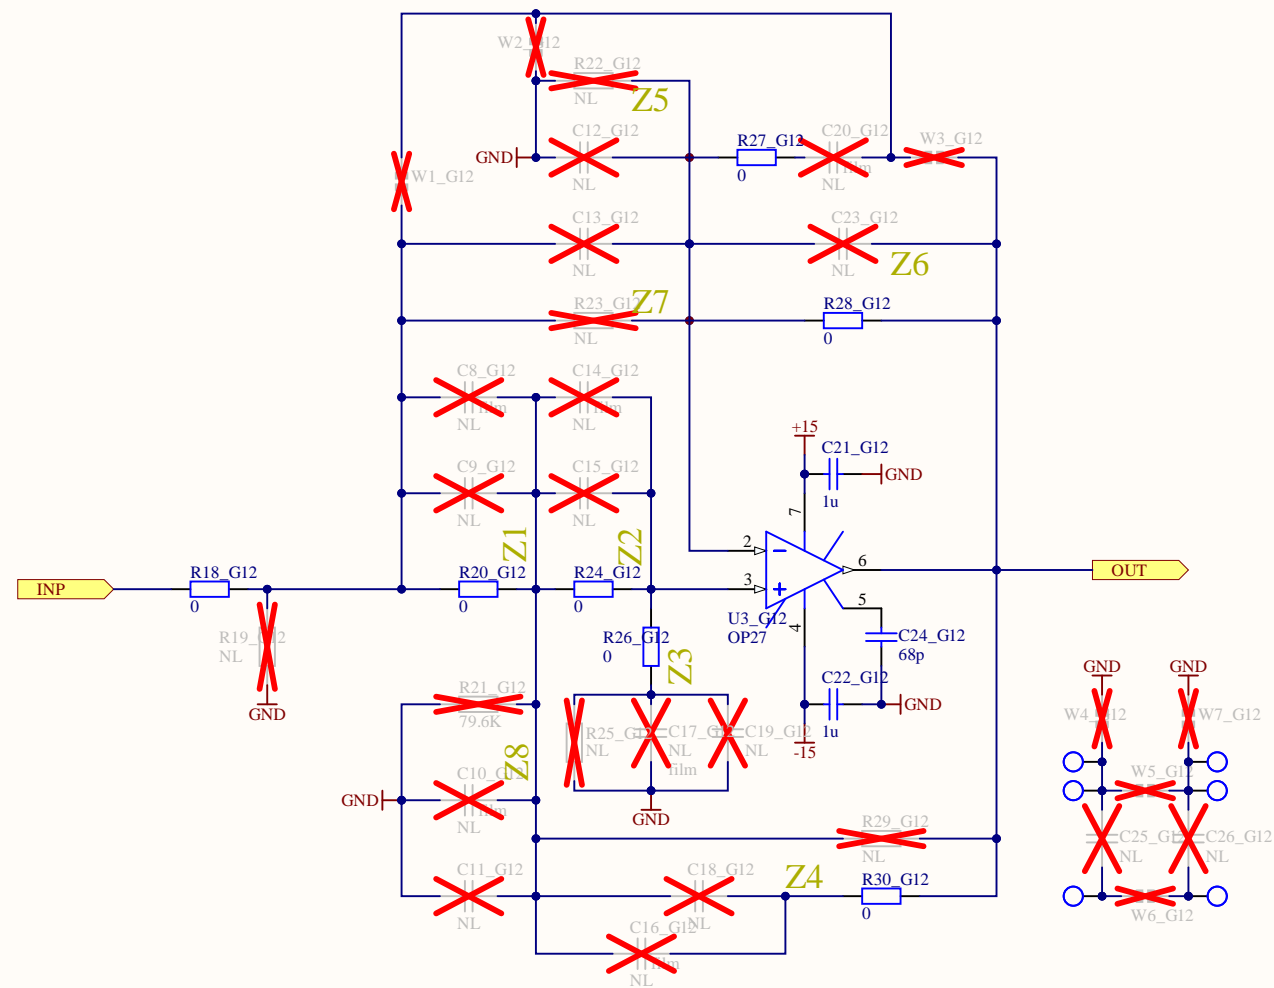 W2_G12
R22_G12
NL
Z5
C12_G12
GND
NL
R27_G12
0
C20_G12
film
NL
W3_G12
W1_G12
C13_G12
NL
C23_G12
NL
Z6
R23_G12
NL
Z7
R28_G12
0
C8_G12
film
NL
C14_G12
film
NL
C9_G12
NL
C15_G12
NL
Z1
Z2
+15
C21_G12
GND
1u
7
2
3
6
5
4
U3_G12
OP27
INP
R18_G12
0
R20_G12
0
R24_G12
0
OUT
R19_G12
NL
GND
R26_G12
0
Z3
C24_G12
68p
C22_G12
GND
1u
-15
R21_G12
79.6K
R25_G12
NL
C17_G12
NL
film
C19_G12
NL
GND
Z8
C10_G12
film
GND
NL
R29_G12
NL
C11_G12
NL
C18_G12
NL
Z4
R30_G12
0
C16_G12
film
NL
GND
GND
W4_G12
W7_G12
W5_G12
C25_G12
NL
C26_G12
NL
W6_G12